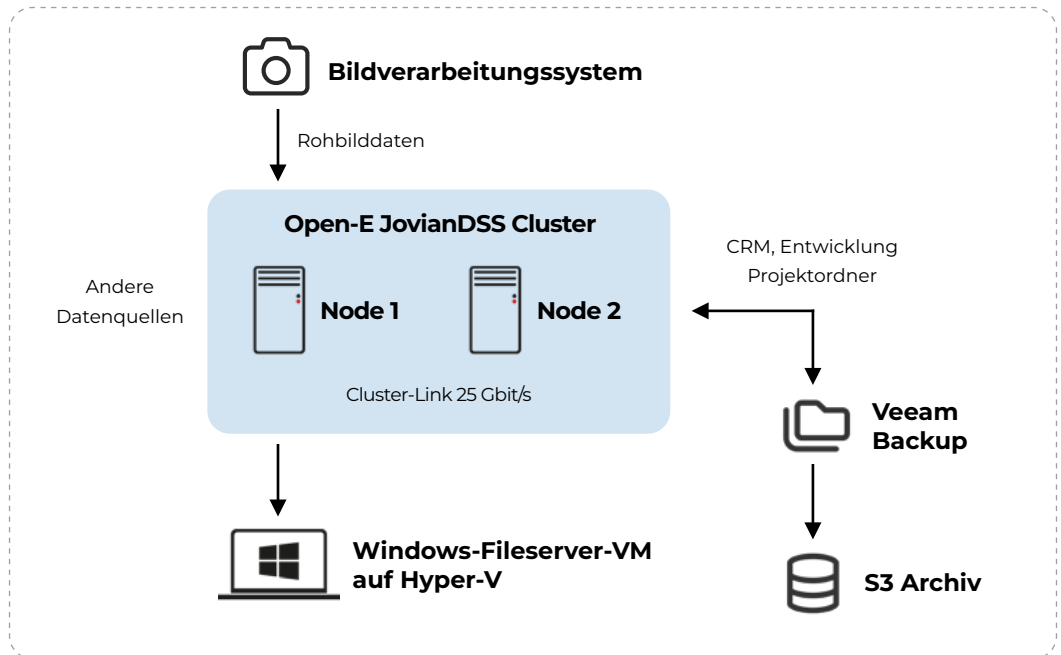 Bildverarbeitungssystem
Rohbilddaten
Open-E JovianDSS Cluster
Node 1
Node 2
Cluster-Link 25 Gbit/s
Andere
Datenquellen
CRM, Entwicklung
Projektordner
Veeam
Backup
Windows-Fileserver-VM
auf Hyper-V
S3 Archiv